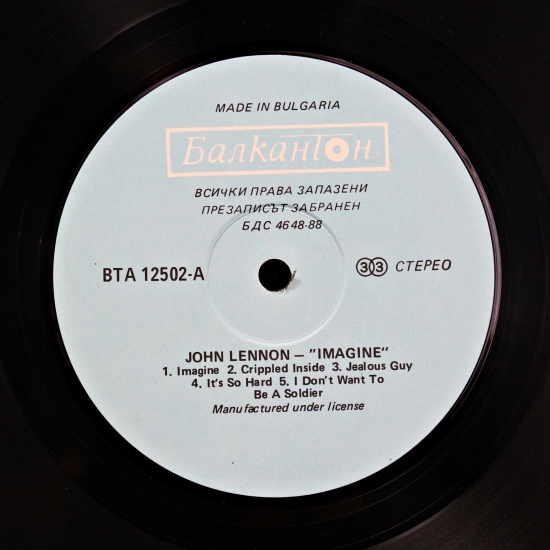 MADE IN BULGARIA
Балкантон
ВСИЧКИ ПРАВА ЗАПАЗЕНИ
ПРЕЗАПИСЪТ ЗАБРАНЕН
БДС 4648-88
ВТА 12502-А
33 СТЕРЕО
JOHN LENNON — "IMAGINE"
1. Imagine 2. Crippled Inside 3. Jealous Guy
4. It's So Hard 5. I Don't Want To
Be A Soldier
Manufactured under license